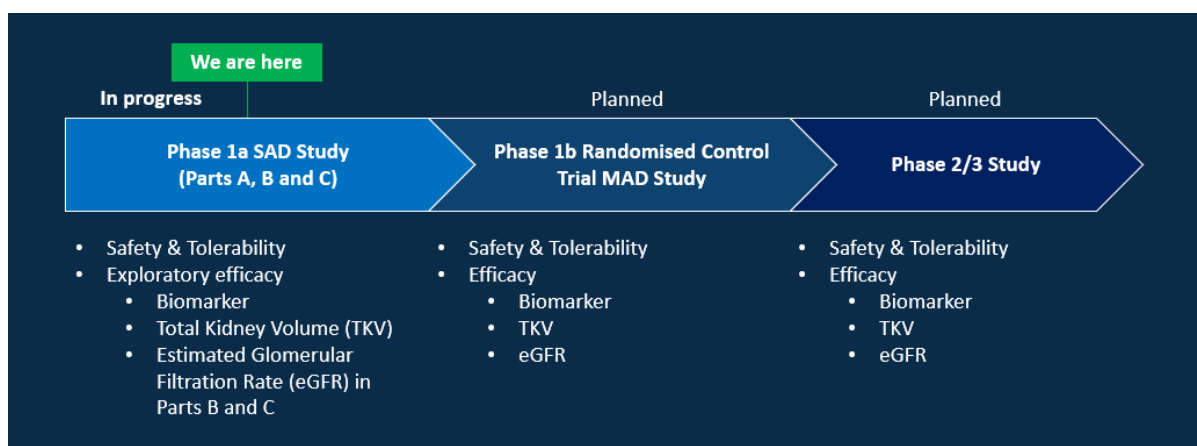 We are here
In progress
Planned
Planned
Phase 1a SAD Study
(Parts A, B and C)
Phase 1b Randomised Control
Trial MAD Study
Phase 2/3 Study
• Safety & Tolerability
• Exploratory efficacy
• Biomarker
• Total Kidney Volume (TKV)
• Estimated Glomerular
Filtration Rate (eGFR) in
Parts B and C
• Safety & Tolerability
• Efficacy
• Biomarker
• TKV
• eGFR
• Safety & Tolerability
• Efficacy
• Biomarker
• TKV
• eGFR